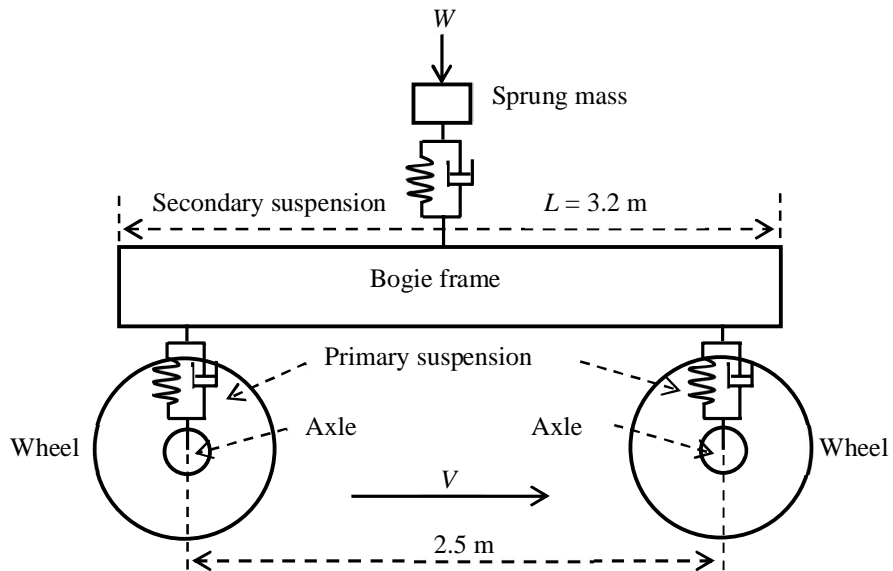 W
Sprung mass
Secondary suspension
L = 3.2 m
Bogie frame
Primary suspension
Axle
Axle
Wheel
Wheel
V
2.5 m